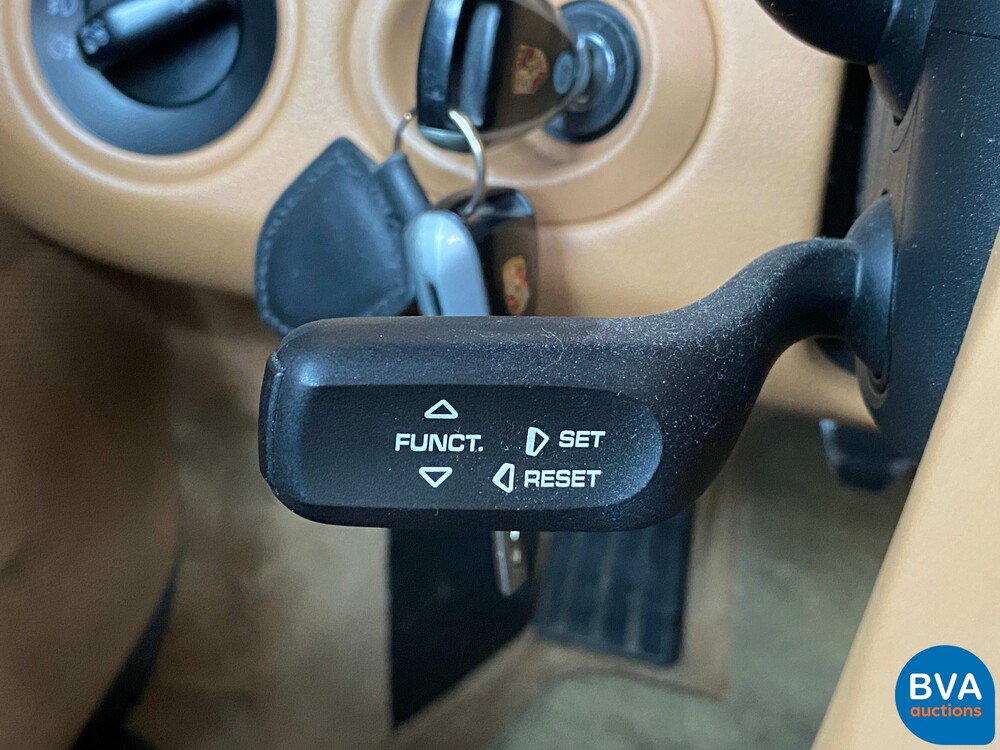 FUNCT.
SET
RESET
BVA
auctions